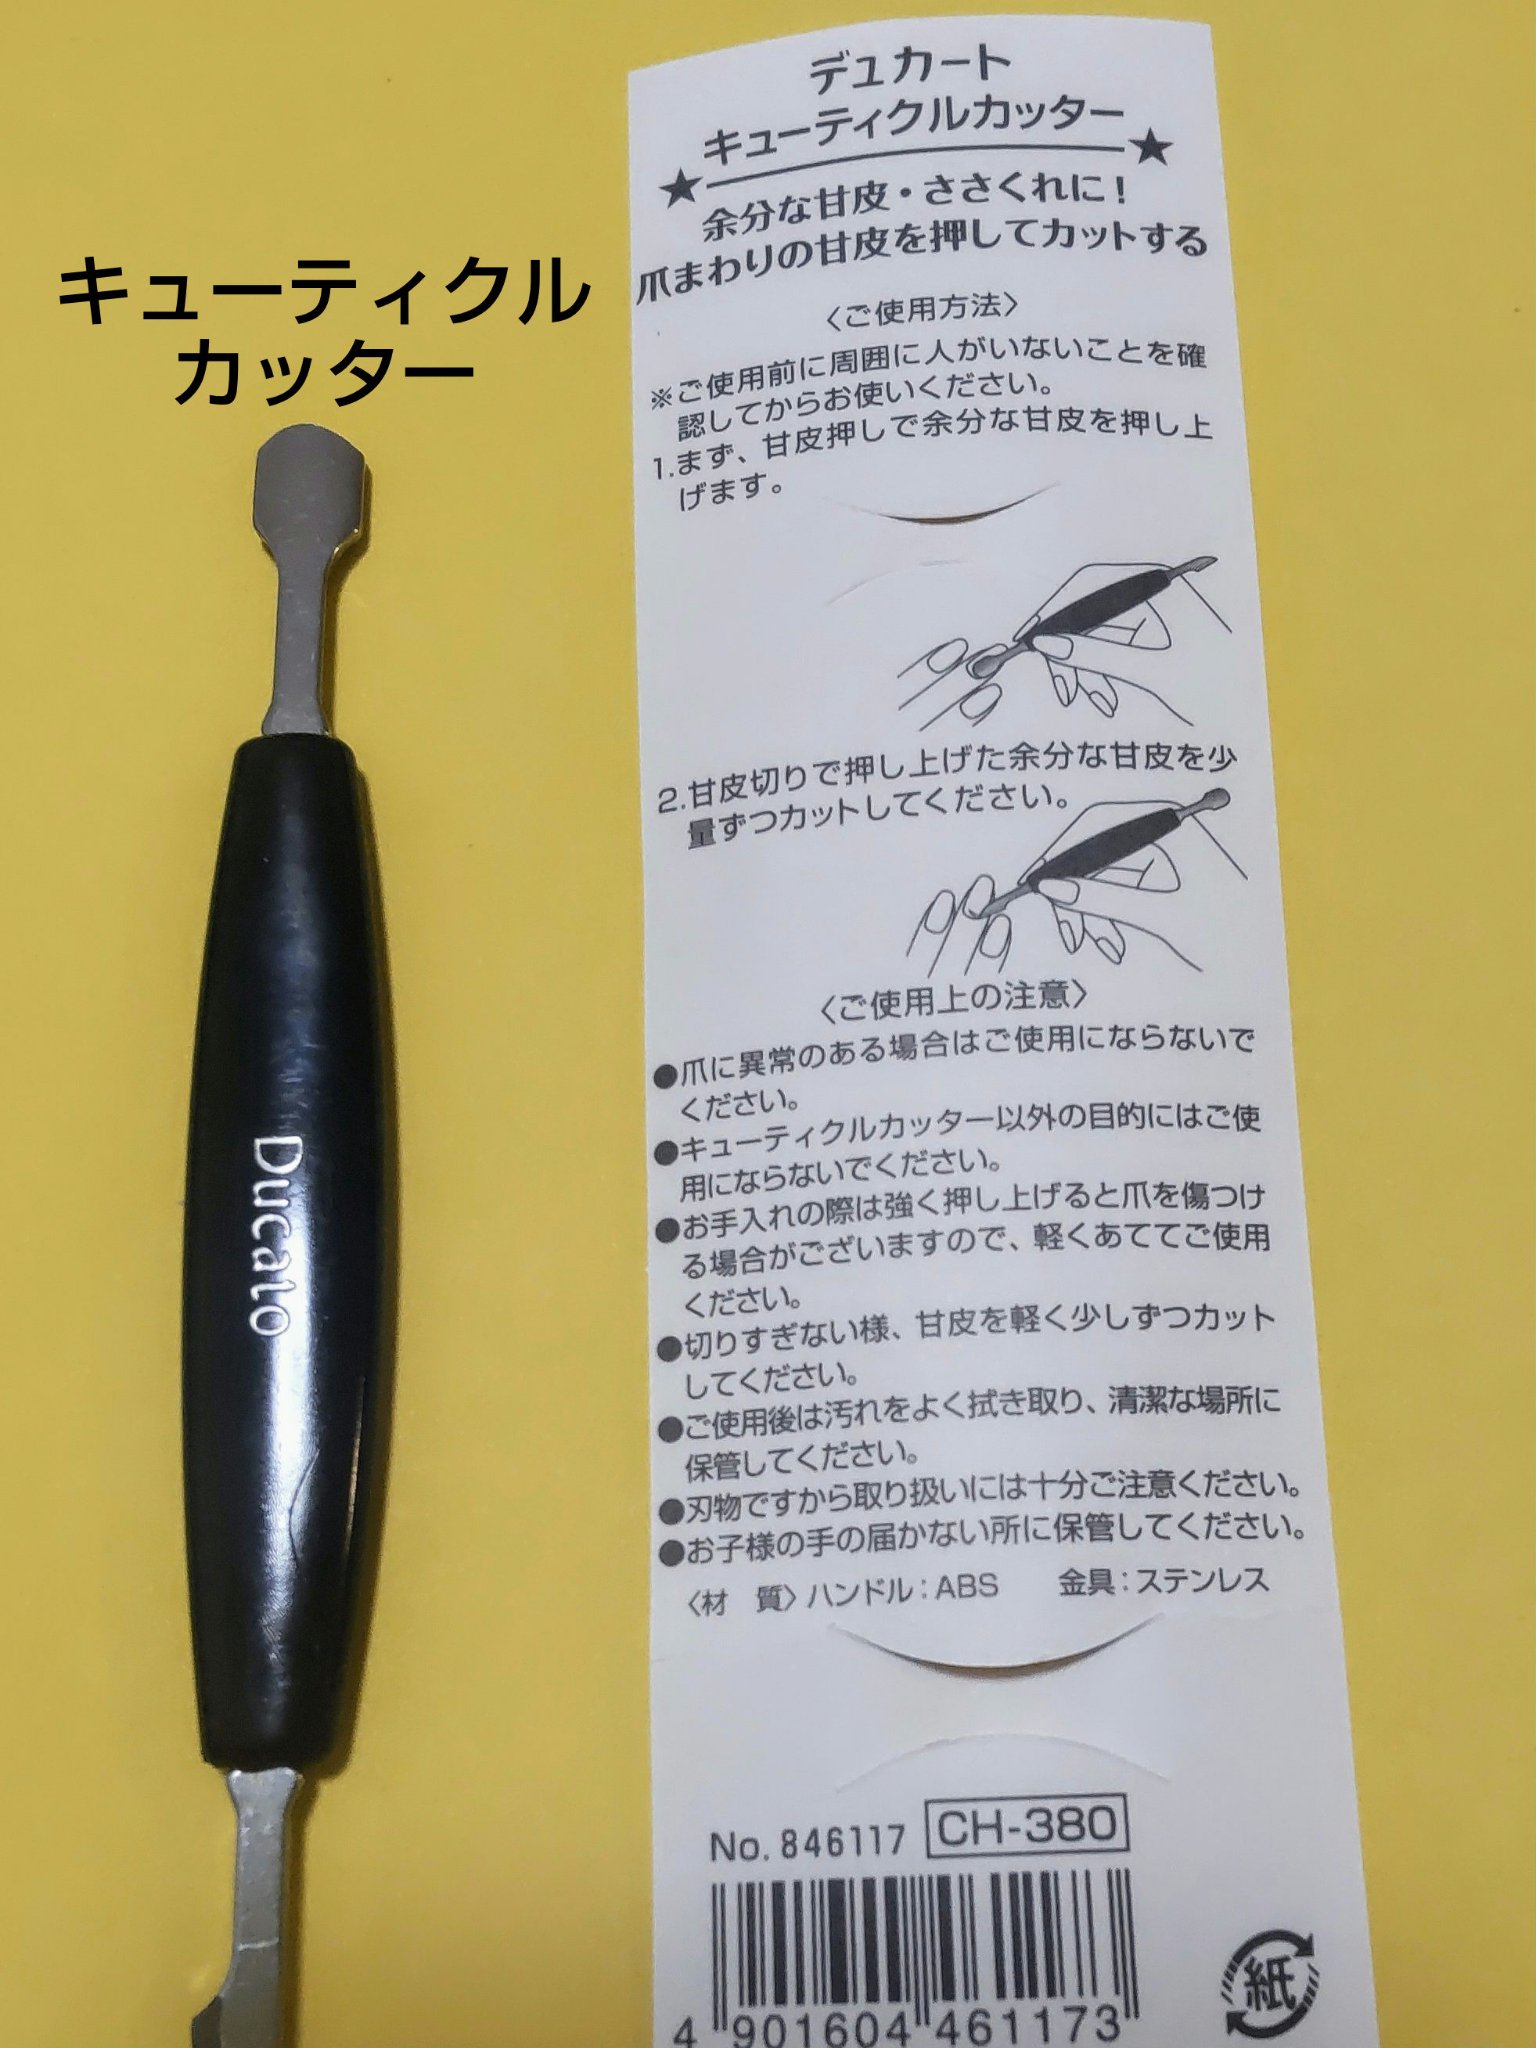 キューティクル
カッター
Ducato
デュカート
キューティクルカッター
★ ★
余分な甘皮・ささくれに！
爪まわりの甘皮を押してカットする
〈ご使用方法〉
※ご使用前に周囲に人がいないことを確
認してからお使いください。
1.まず、甘皮押しで余分な甘皮を押し上
げます。
2.甘皮切りで押し上げた余分な甘皮を少
量ずつカットしてください。
〈ご使用上の注意〉
●爪に異常のある場合はご使用にならないで
ください。
●キューティクルカッター以外の目的にはご使
用にならないでください。
●お手入れの際は強く押し上げると爪を傷つけ
る場合がございますので、軽くあててご使用
ください。
●切りすぎない様、甘皮を軽く少しずつカット
してください。
●ご使用後は汚れをよく拭き取り、清潔な場所に
保管してください。
●刃物ですから取り扱いには十分ご注意ください。
●お子様の手の届かない所に保管してください。
〈材　質〉ハンドル：ABS　金具：ステンレス
No. 846117 CH-380
4 901604 461173
紙